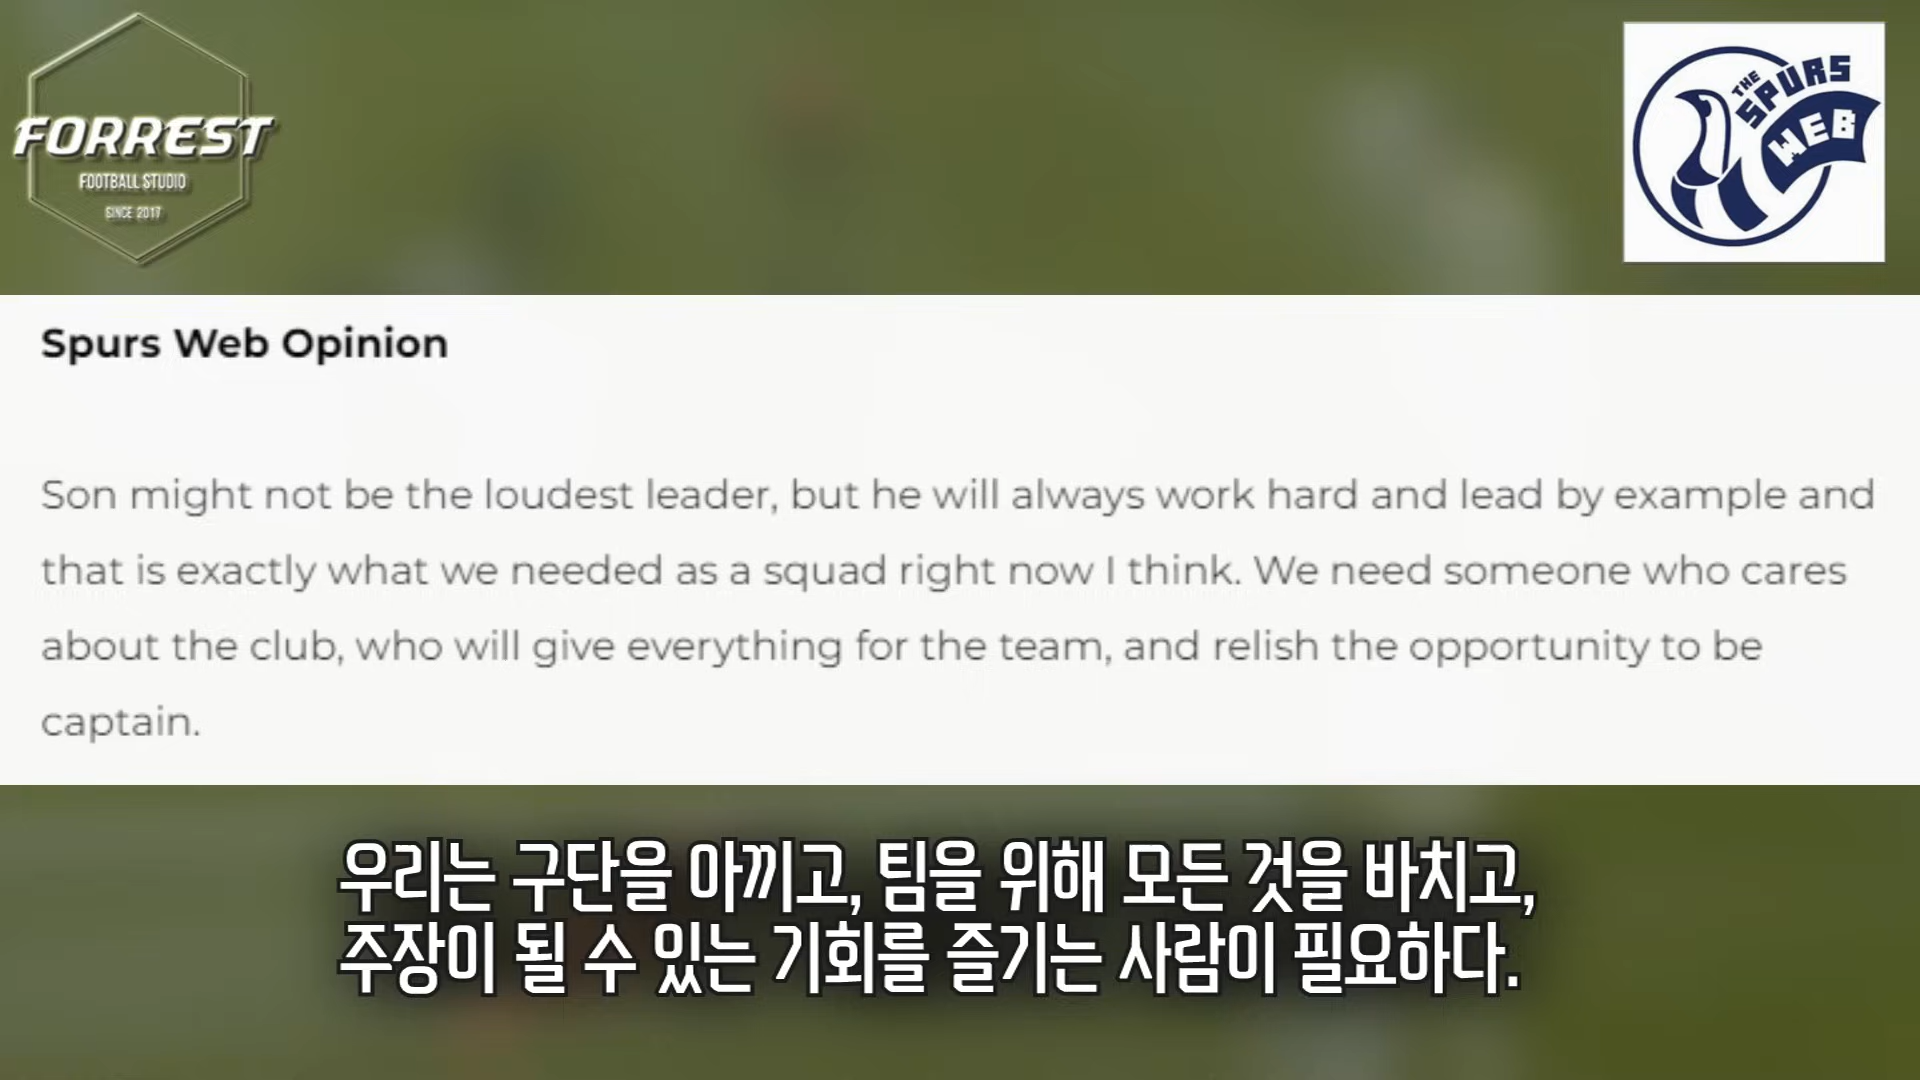 FORREST
FOOTBALL STUDIO
SINCE 2017
THE
SPURS
WEB
Spurs Web Opinion
Son might not be the loudest leader, but he will always work hard and lead by example and
that is exactly what we needed as a squad right now I think. We need someone who cares
about the club, who will give everything for the team, and relish the opportunity to be
captain.
우리는 구단을 아끼고, 팀을 위해 모든 것을 바치고,
주장이 될 수 있는 기회를 즐기는 사람이 필요하다.